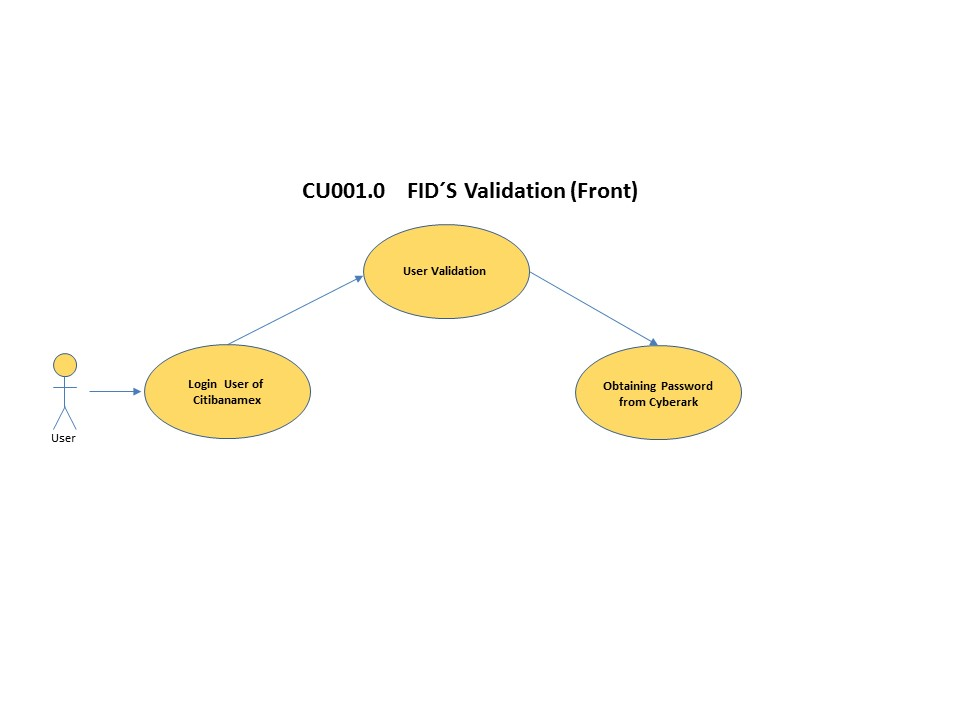 CU001.0 FID´S Validation (Front)
User Validation
Login User of
Citibanamex
Obtaining Password
from Cyberark
User